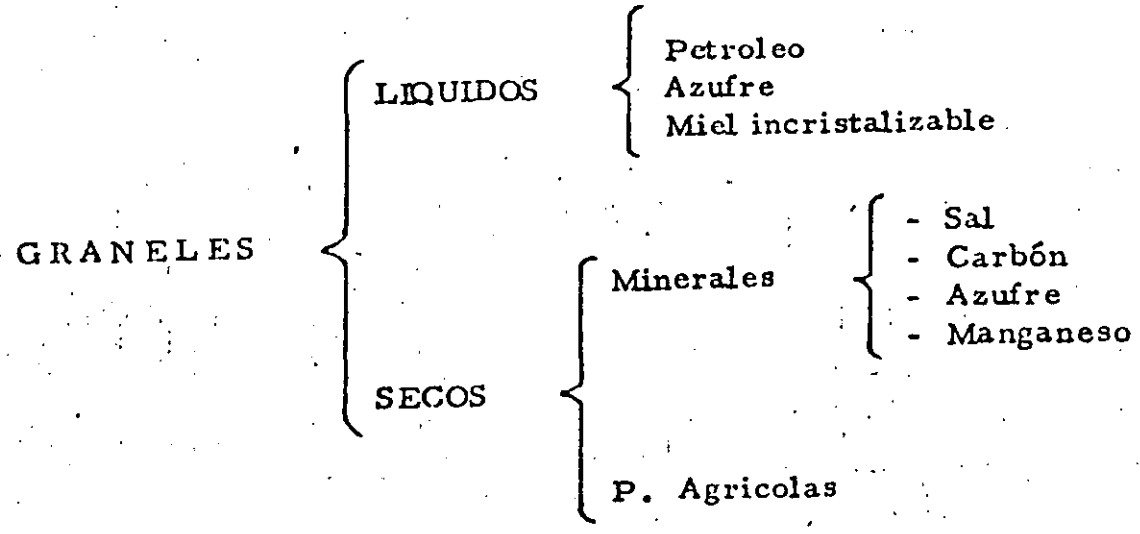 GRANELES
LIQUIDOS
Petroleo
Azufre
Miel incristalizable
SECOS
Minerales
- Sal
- Carbón
- Azufre
- Manganeso
P. Agricolas